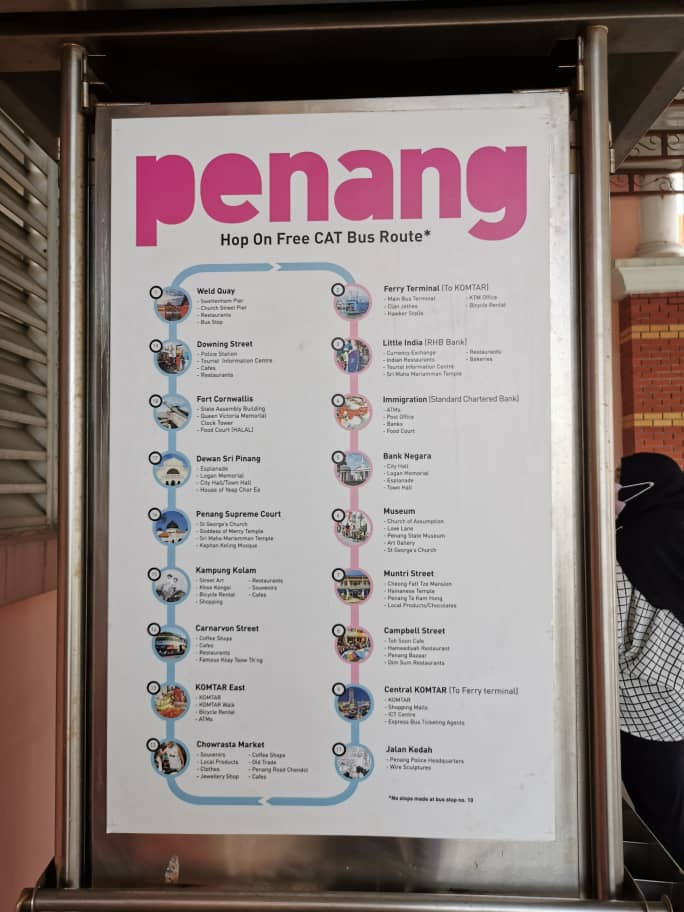 penang
Hop On Free CAT Bus Route*
Weld Quay
- Swettenham Pier
- Church Street Pier
- Restaurants
- Bus Stop
Downing Street
- Police Station
- Tourist Information Centre
- Cafes
- Restaurants
Fort Cornwallis
- State Assembly Building
- Queen Victoria Memorial
Clock Tower
- Food Court (HALAL)
Dewan Sri Pinang
- Esplanade
- Logan Memorial
- City Hall/Town Hall
- House of Yeap Chor Ee
Penang Supreme Court
- St George's Church
- Goddess of Mercy Temple
- Sri Maha Mariamman Temple
- Kapitan Keling Mosque
Kampung Kolam
- Street Art
- Khoo Kongsi
- Bicycle Rental
- Shopping
- Restaurants
- Souvenirs
- Cafes
Carnarvon Street
- Coffee Shops
- Cafes
- Restaurants
- Famous Koay Teow Th'ng
KOMTAR East
- KOMTAR
- KOMTAR Walk
- Bicycle Rental
- ATMs
Chowrasta Market
- Souvenirs
- Local Products
- Clothes
- Jewellery Shop
- Coffee Shops
- Old Trade
- Penang Road Chendol
- Cafes
Ferry Terminal (To KOMTAR)
- Main Bus Terminal
- Clan Jetties
- Hawker Stalls
- KTM Office
- Bicycle Rental
Little India (RHB Bank)
- Currency Exchange
- Indian Restaurants
- Tourist Information Centre
- Sri Maha Mariamman Temple
- Restaurants
- Bakeries
Immigration (Standard Chartered Bank)
- ATMs
- Post Office
- Banks
- Food Court
Bank Negara
- City Hall
- Logan Memorial
- Esplanade
- Town Hall
Museum
- Church of Assumption
- Love Lane
- Penang State Museum
- Art Gallery
- St George's Church
Muntri Street
- Cheong Fatt Tze Mansion
- Hainanese Temple
- Penang Ta Kam Hong
- Local Products/Chocolates
Campbell Street
- Toh Soon Cafe
- Hameediyah Restaurant
- Penang Bazaar
- Dim Sum Restaurants
Central KOMTAR (To Ferry terminal)
- KOMTAR
- Shopping Malls
- ICT Centre
- Express Bus Ticketing Agents
Jalan Kedah
- Penang Police Headquarters
- Wire Sculptures
*No stops made at bus stop no. 10